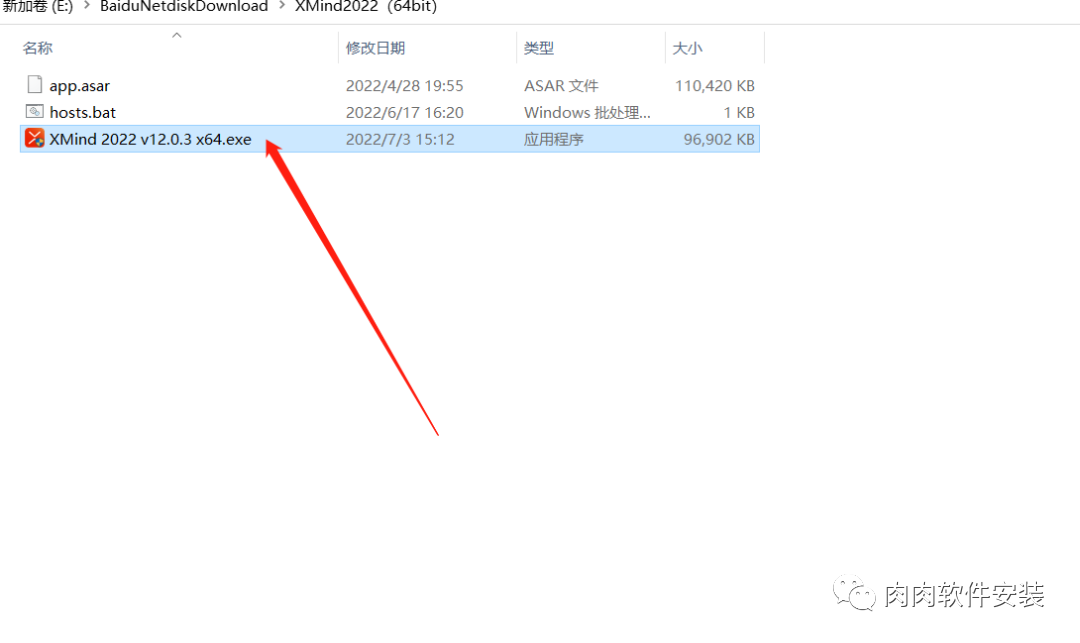 新加卷 (E:) > BaiduNetdiskDownload > XMind2022（64bit）
名称 修改日期 类型 大小
app.asar 2022/4/28 19:55 ASAR 文件 110,420 KB
hosts.bat 2022/6/17 16:20 Windows 批处理... 1 KB
XMind 2022 v12.0.3 x64.exe 2022/7/3 15:12 应用程序 96,902 KB
肉肉软件安装